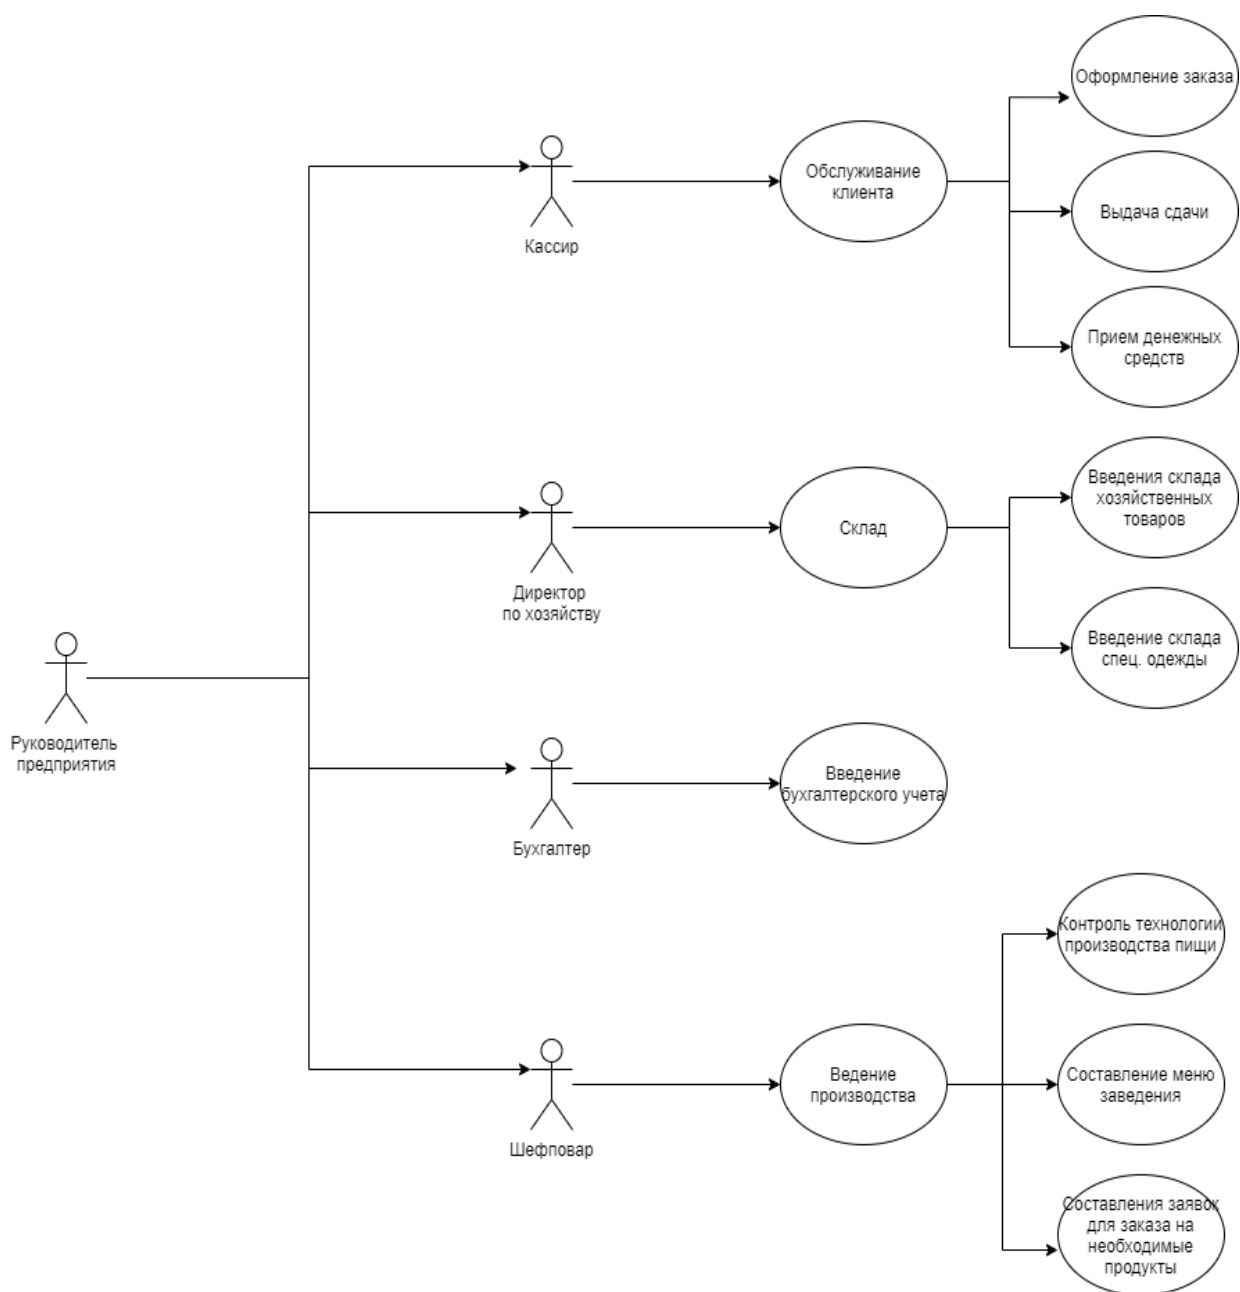 Оформление заказа
Обслуживание
клиента
Выдача сдачи
Кассир
Прием денежных
средств
Введения склада
хозяйственных
товаров
Склад
Директор
по хозяйству
Введение склада
спец. одежды
Руководитель
предприятия
Введение
бухгалтерского учета
Бухгалтер
Контроль технологии
производства пищи
Ведение
производства
Составление меню
заведения
Шефповар
Составления заявок
для заказа на
необходимые
продукты